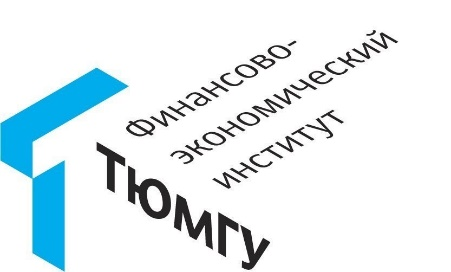 Финансово-
экономический
институт
ТЮМГУ